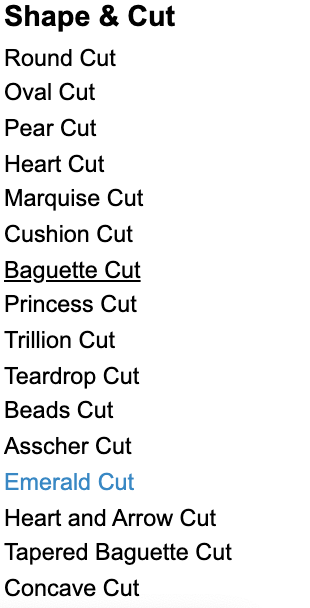 Shape & Cut
Round Cut
Oval Cut
Pear Cut
Heart Cut
Marquise Cut
Cushion Cut
Baguette Cut
Princess Cut
Trillion Cut
Teardrop Cut
Beads Cut
Asscher Cut
Emerald Cut
Heart and Arrow Cut
Tapered Baguette Cut
Concave Cut